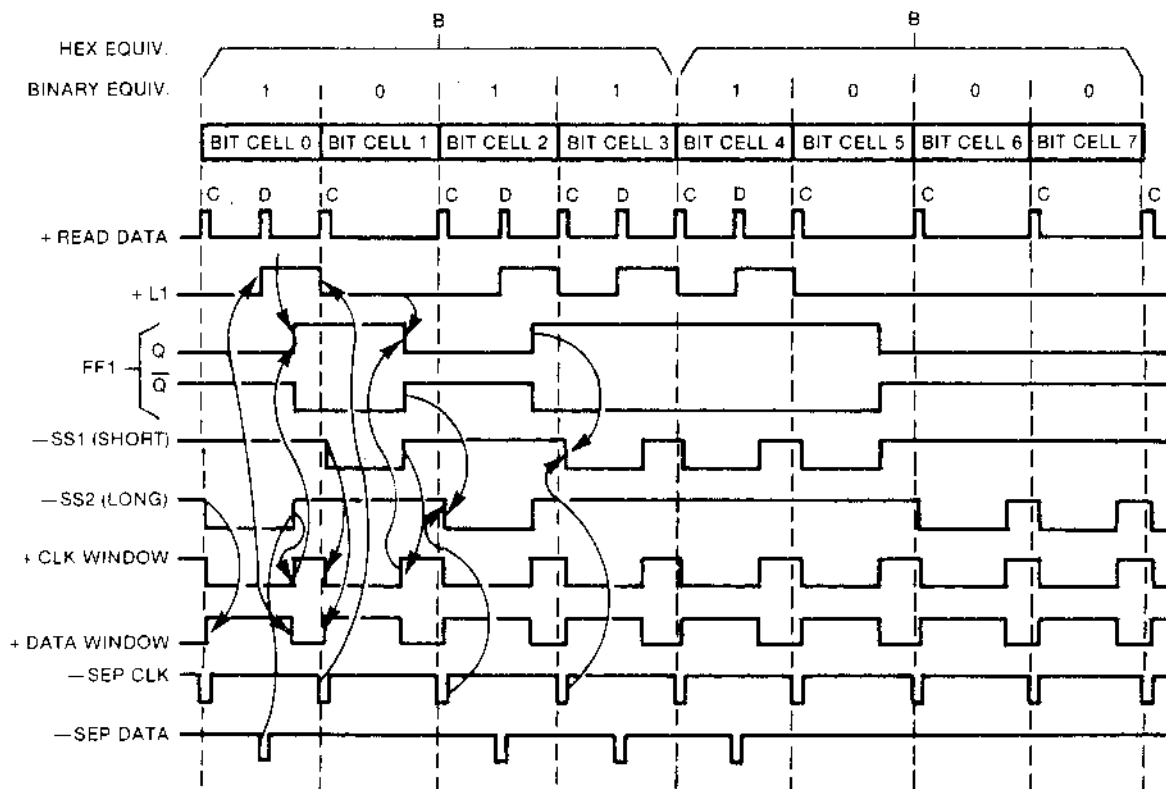 B B
HEX EQUIV.
BINARY EQUIV. 1 0 1 1 1 0 0 0
BIT CELL 0 BIT CELL 1 BIT CELL 2 BIT CELL 3 BIT CELL 4 BIT CELL 5 BIT CELL 6 BIT CELL 7
C D C C D C D C D C C C C
+ READ DATA
+ L1
Q
FF1
Q̅
—SS1 (SHORT)
—SS2 (LONG)
+ CLK WINDOW
+ DATA WINDOW
—SEP CLK
—SEP DATA